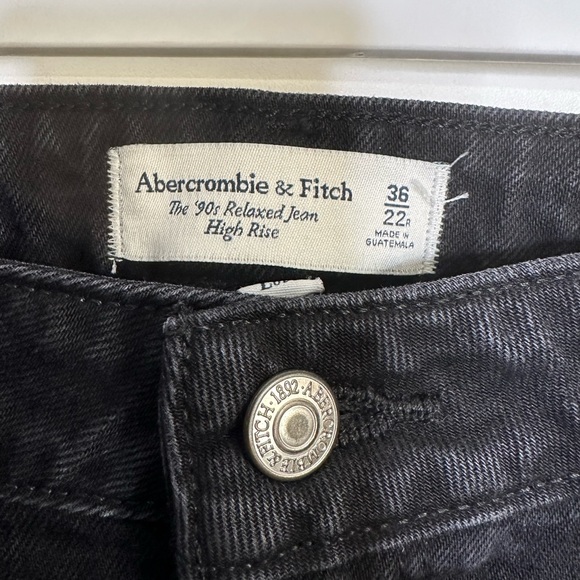 Abercrombie & Fitch
The '90s Relaxed Jean
High Rise
36
22R
MADE IN
GUATEMALA
ABERCROMBIE & FITCH · 1892 ·